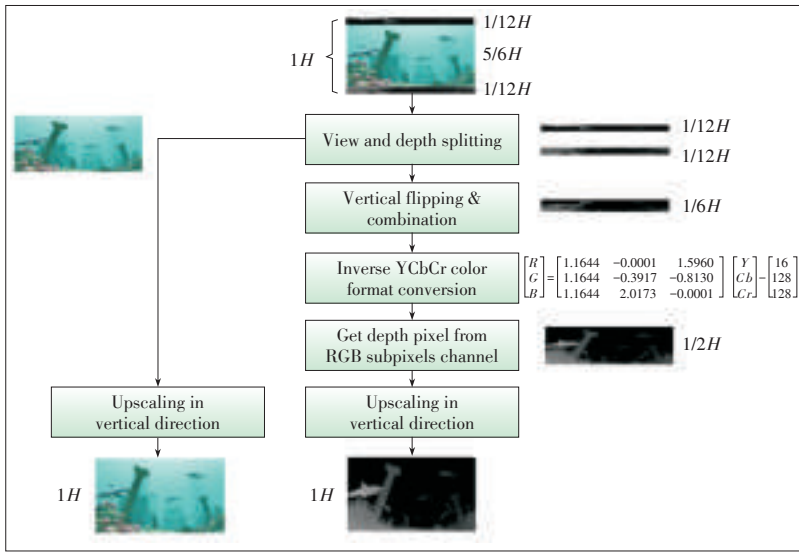 1/12H
1H
5/6H
1/12H
View and depth splitting
1/12H
1/12H
Vertical flipping &
combination
1/6H
Inverse YCbCr color
format conversion
[R] [1.1644 −0.0001 1.5960] [Y] [16]
[G]=[1.1644 −0.3917 −0.8130] [Cb]−[128]
[B] [1.1644 2.0173 −0.0001] [Cr] [128]
Get depth pixel from
RGB subpixels channel
1/2H
Upscaling in
vertical direction
Upscaling in
vertical direction
1H
1H